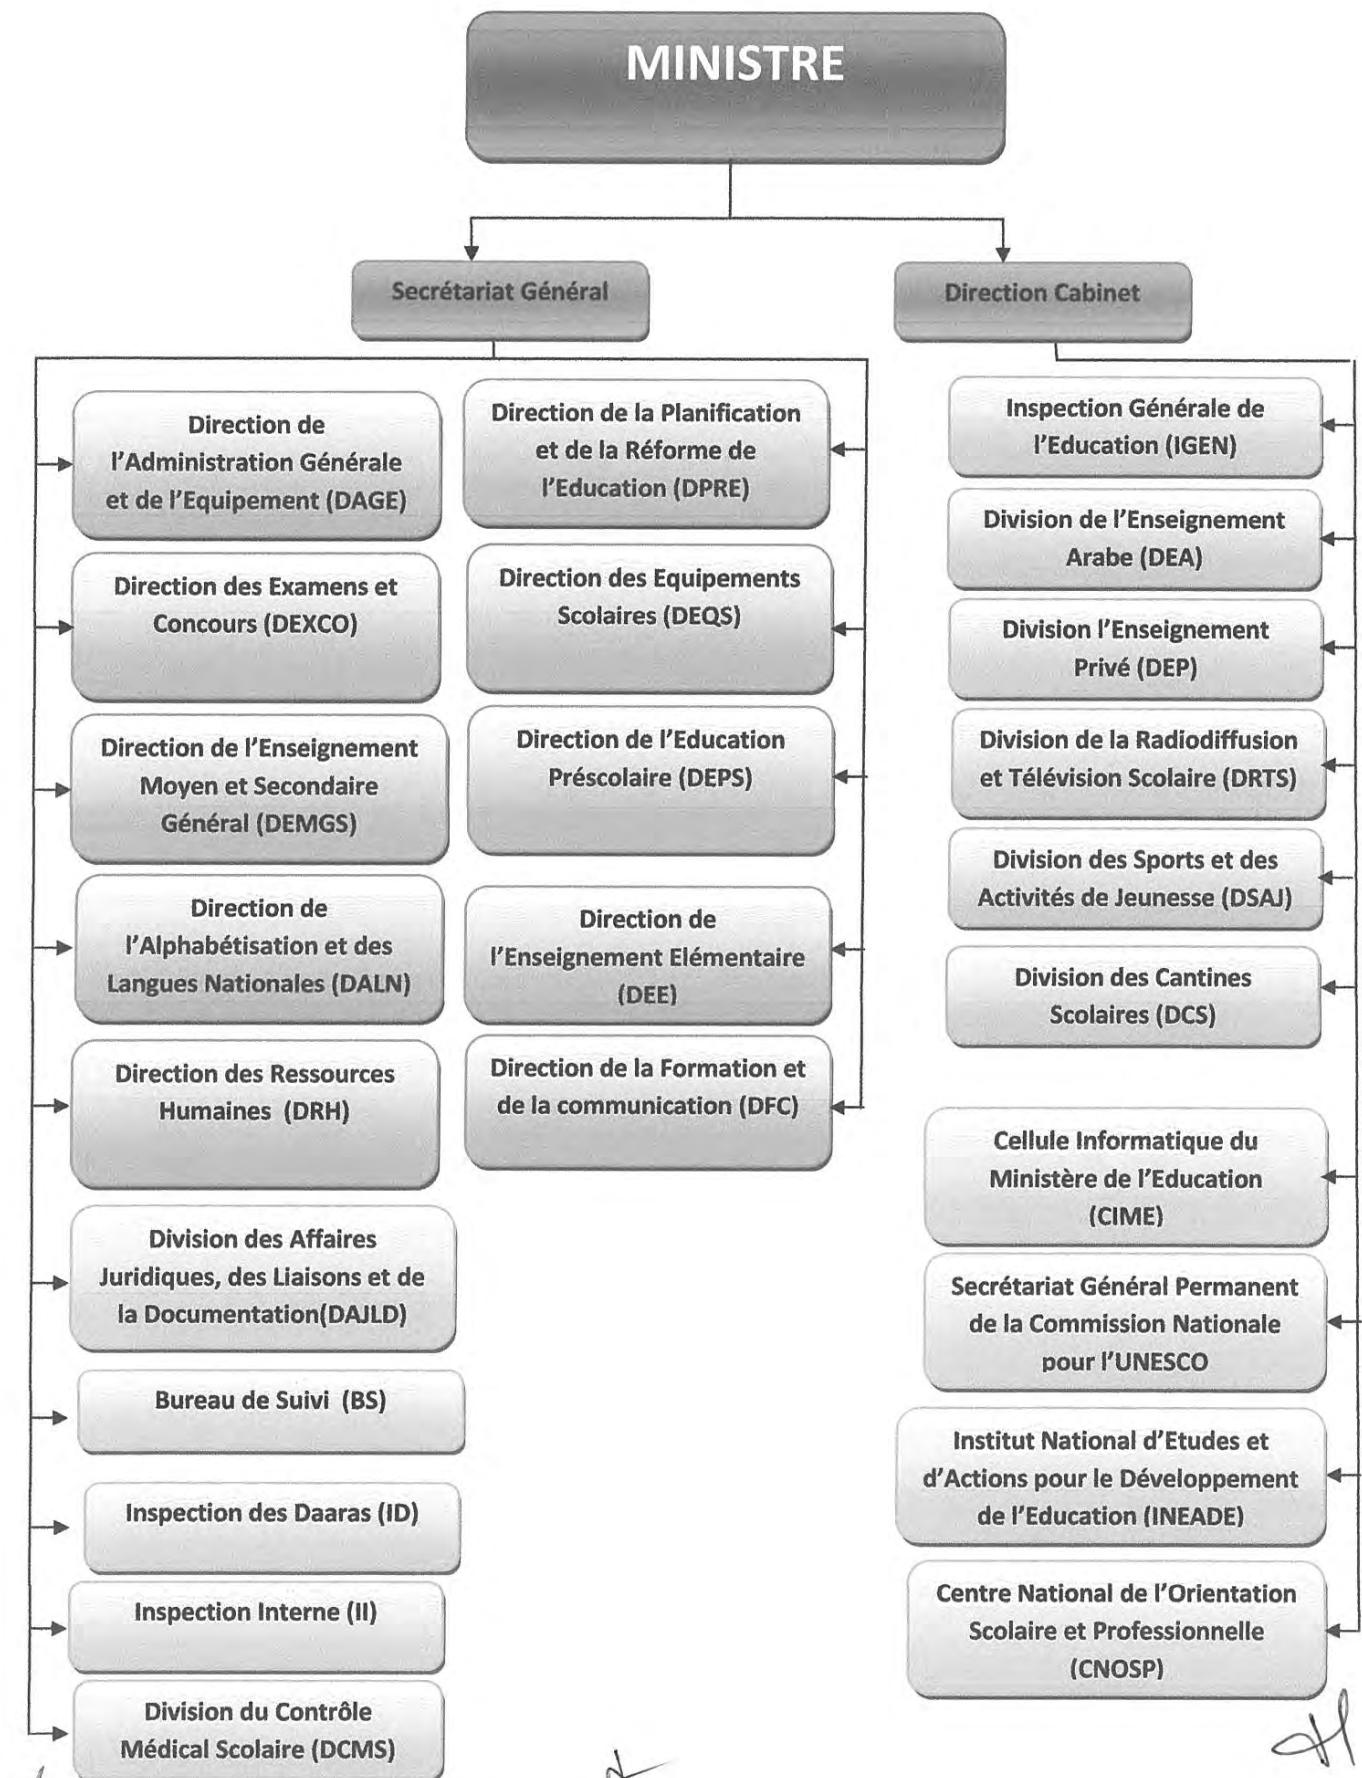 MINISTRE
Secrétariat Général
Direction Cabinet
Direction de
l'Administration Générale
et de l'Equipement (DAGE)
Direction des Examens et
Concours (DEXCO)
Direction de l'Enseignement
Moyen et Secondaire
Général (DEMGS)
Direction de
l'Alphabétisation et des
Langues Nationales (DALN)
Direction des Ressources
Humaines (DRH)
Division des Affaires
Juridiques, des Liaisons et de
la Documentation(DAJLD)
Bureau de Suivi (BS)
Inspection des Daaras (ID)
Inspection Interne (II)
Division du Contrôle
Médical Scolaire (DCMS)
Direction de la Planification
et de la Réforme de
l'Education (DPRE)
Direction des Equipements
Scolaires (DEQS)
Direction de l'Education
Préscolaire (DEPS)
Direction de
l'Enseignement Elémentaire
(DEE)
Direction de la Formation et
de la communication (DFC)
Inspection Générale de
l'Education (IGEN)
Division de l'Enseignement
Arabe (DEA)
Division l'Enseignement
Privé (DEP)
Division de la Radiodiffusion
et Télévision Scolaire (DRTS)
Division des Sports et des
Activités de Jeunesse (DSAJ)
Division des Cantines
Scolaires (DCS)
Cellule Informatique du
Ministère de l'Education
(CIME)
Secrétariat Général Permanent
de la Commission Nationale
pour l'UNESCO
Institut National d'Etudes et
d'Actions pour le Développement
de l'Education (INEADE)
Centre National de l'Orientation
Scolaire et Professionnelle
(CNOSP)